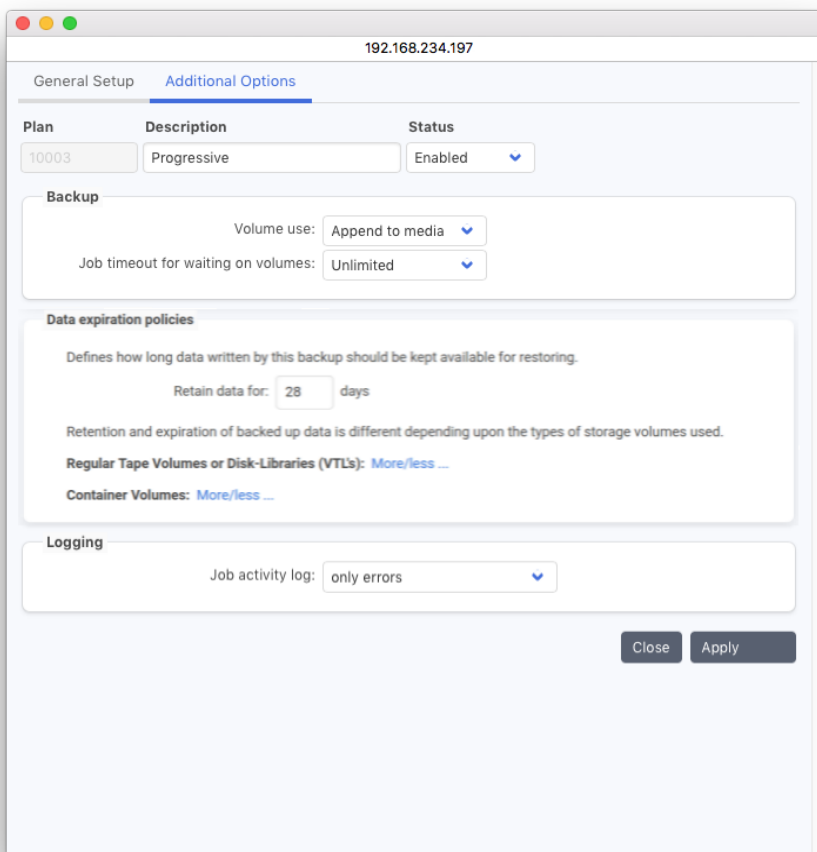 192.168.234.197
General Setup Additional Options
Plan Description Status
10003 Progressive Enabled
Backup
Volume use: Append to media
Job timeout for waiting on volumes: Unlimited
Data expiration policies
Defines how long data written by this backup should be kept available for restoring.
Retain data for: 28 days
Retention and expiration of backed up data is different depending upon the types of storage volumes used.
Regular Tape Volumes or Disk-Libraries (VTL's): More/less ...
Container Volumes: More/less ...
Logging
Job activity log: only errors
Close Apply